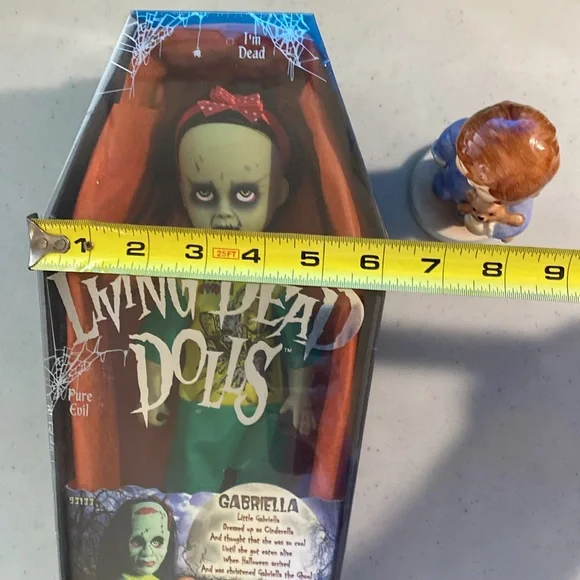 I'm
Dead
1 2 3 25FT 4 5 6 7 8 9
LIVING DEAD
DOLLS™
Pure
Evil
97177
GABRIELLA
Little Gabriella
Dressed up as Cinderella
And thought that she was so cool
Until she got eaten alive
When Halloween arrived
And was christened Gabriella the Ghoul